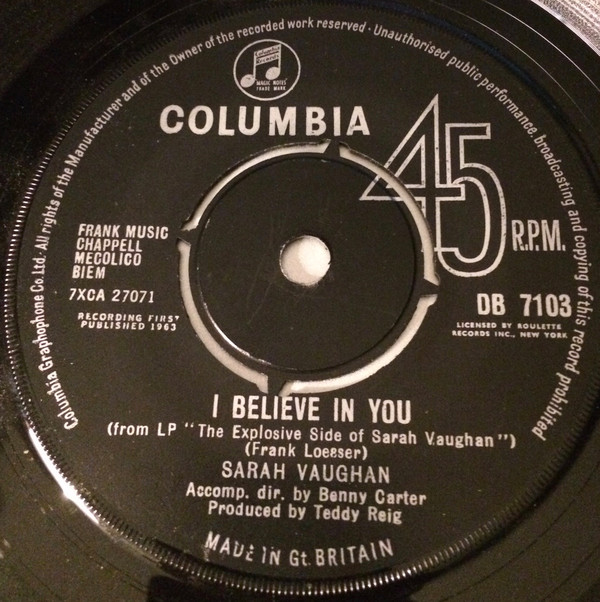 Columbia Graphophone Co. Ltd. All rights of the Manufacturer and of the Owner of the recorded work reserved · Unauthorised public performance, broadcasting and copying of this record prohibited
MAGIC NOTES
TRADE MARK
COLUMBIA
45 R.P.M.
FRANK MUSIC
CHAPPELL
MECOLICO
BIEM
7XCA 27071
RECORDING FIRST
PUBLISHED 1963
DB 7103
LICENSED BY ROULETTE
RECORDS INC., NEW YORK
I BELIEVE IN YOU
(from LP "The Explosive Side of Sarah Vaughan")
(Frank Loesser)
SARAH VAUGHAN
Accomp. dir. by Benny Carter
Produced by Teddy Reig
MADE IN Gt. BRITAIN